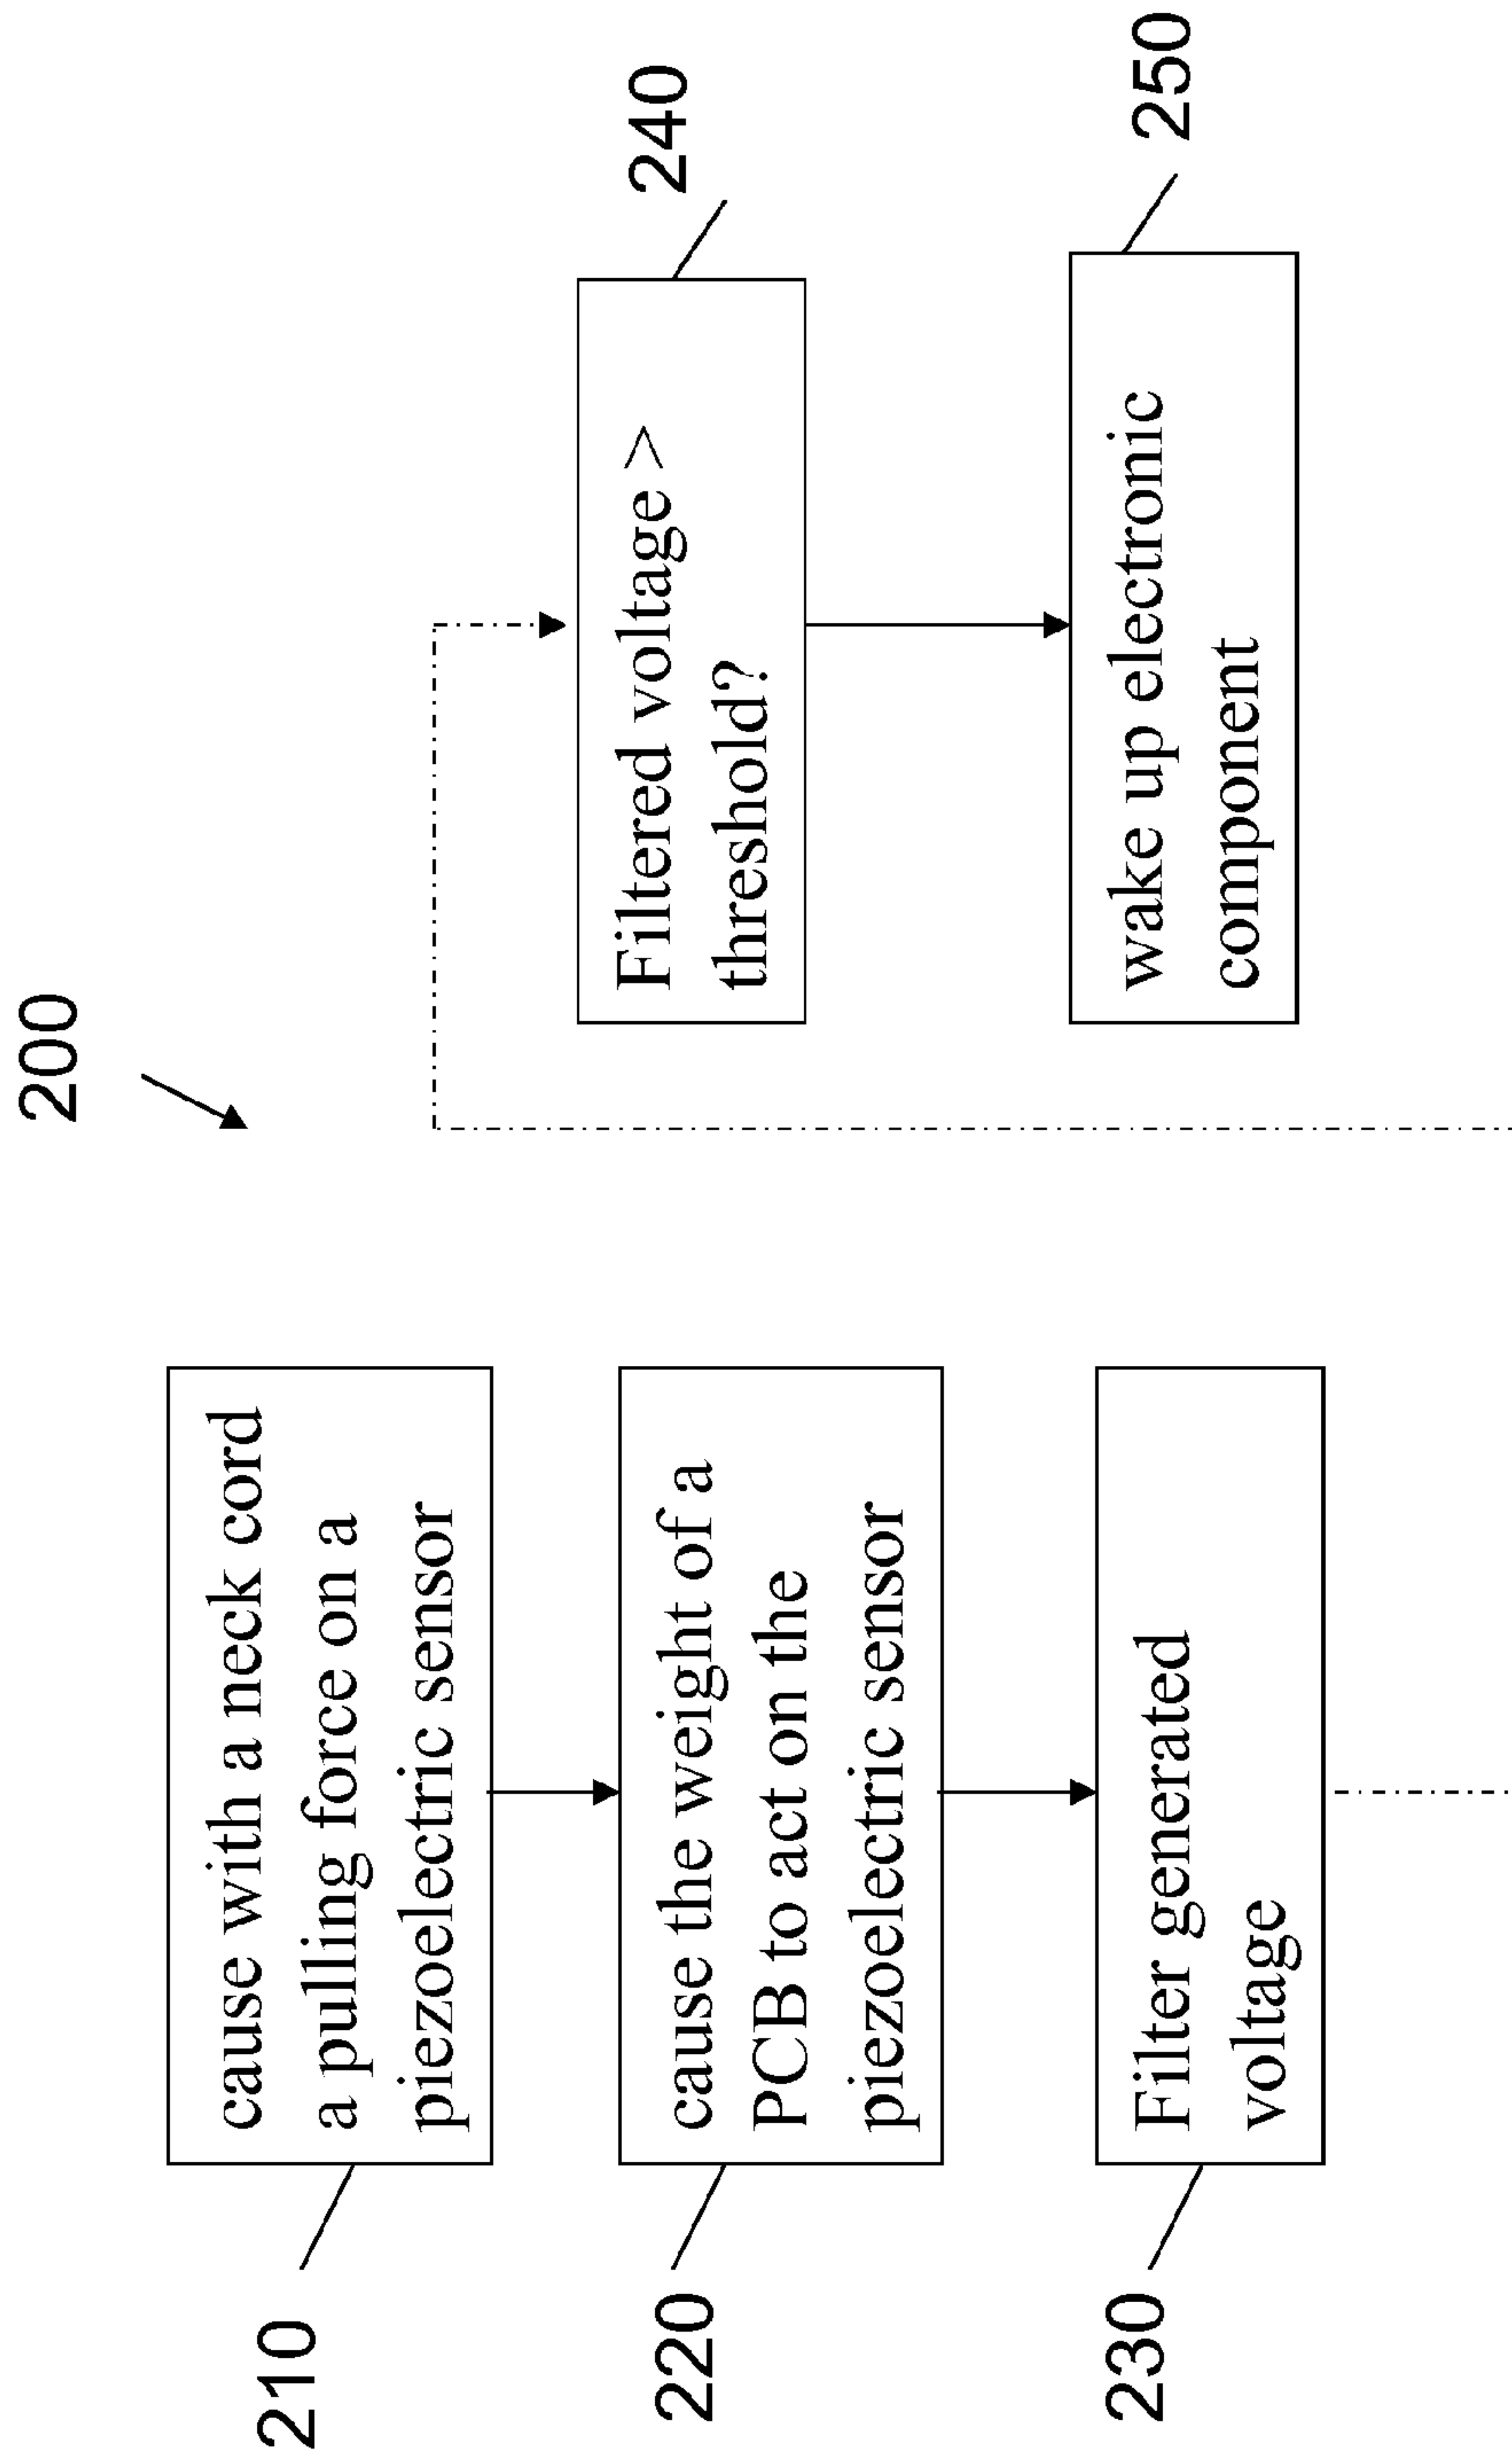 200
210
cause with a neck cord
a pulling force on a
piezoelectric sensor
220
cause the weight of a
PCB to act on the
piezoelectric sensor
230
Filter generated
voltage
240
Filtered voltage >
threshold?
250
wake up electronic
component